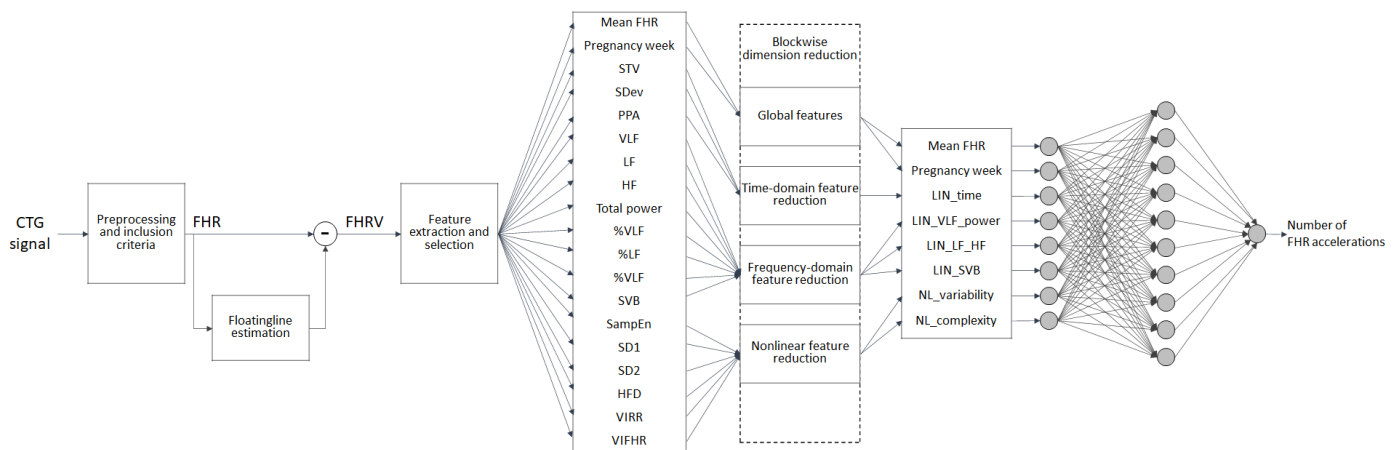 CTG
signal
Preprocessing
and inclusion
criteria
FHR
Floatingline
estimation
-
FHRV
Feature
extraction and
selection
Mean FHR
Pregnancy week
STV
SDev
PPA
VLF
LF
HF
Total power
%VLF
%LF
%VLF
SVB
SampEn
SD1
SD2
HFD
VIRR
VIFHR
Blockwise
dimension reduction
Global features
Time-domain feature
reduction
Frequency-domain
feature reduction
Nonlinear feature
reduction
Mean FHR
Pregnancy week
LIN_time
LIN_VLF_power
LIN_LF_HF
LIN_SVB
NL_variability
NL_complexity
Number of
FHR accelerations